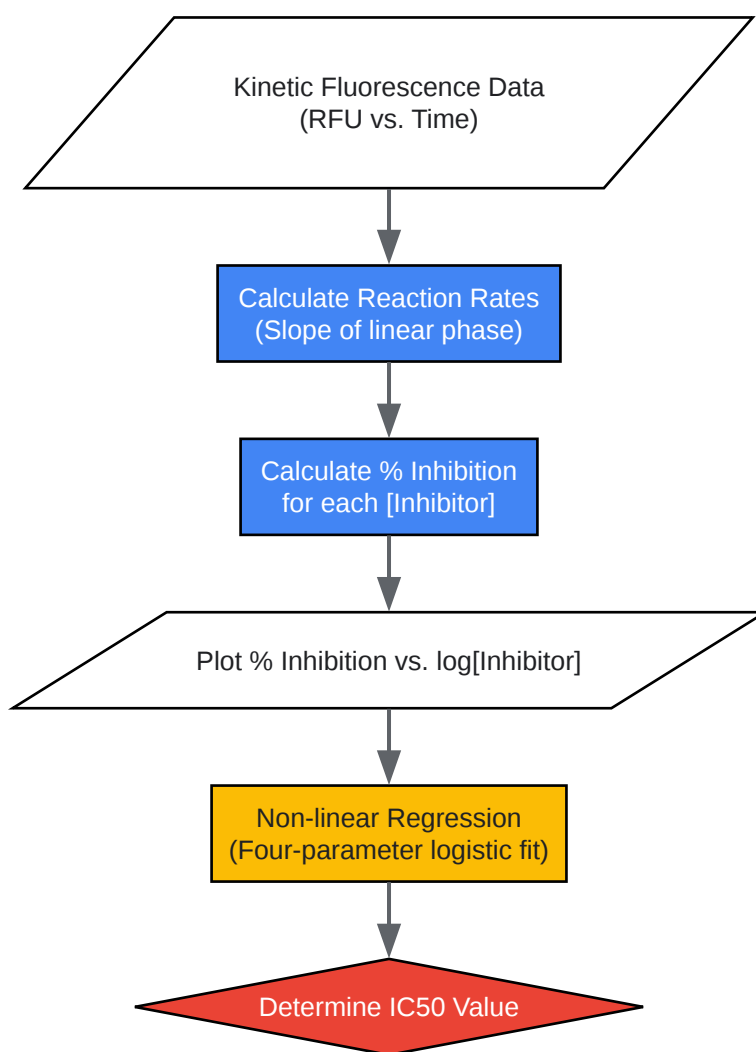 Kinetic Fluorescence Data
(RFU vs. Time)
Calculate Reaction Rates
(Slope of linear phase)
Calculate % Inhibition
for each [Inhibitor]
Plot % Inhibition vs. log[Inhibitor]
Non-linear Regression
(Four-parameter logistic fit)
Determine IC50 Value